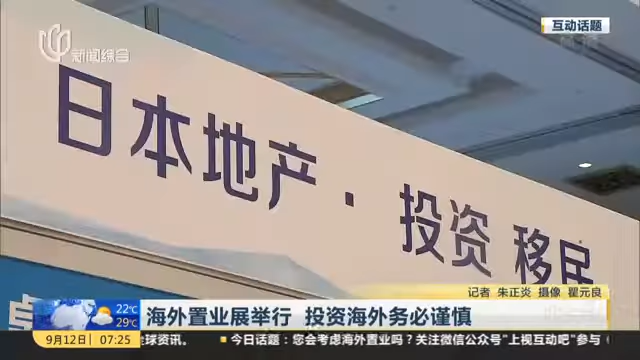 新闻综合
互动话题
日本地产·投资 移民
记者 朱正炎 摄像 翟元良
22℃
29℃
海外置业展举行 投资海外务必谨慎
9月12日 07:25
全球资讯。 ■今日话题：您会考虑海外置业吗？关注微信公众号“上视互动吧”参与